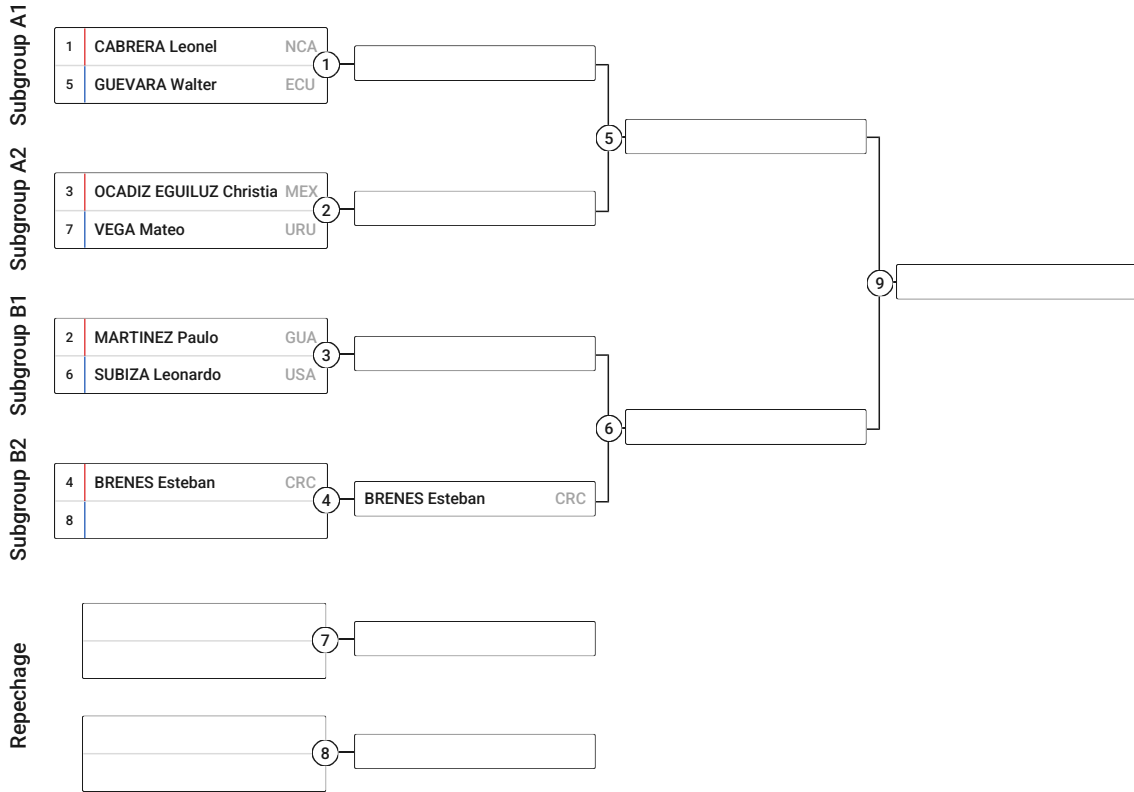 Subgroup A1
1 CABRERA Leonel NCA
5 GUEVARA Walter ECU
1
Subgroup A2
3 OCADIZ EGUILUZ Christia MEX
7 VEGA Mateo URU
2
5
Subgroup B1
2 MARTINEZ Paulo GUA
6 SUBIZA Leonardo USA
3
Subgroup B2
4 BRENES Esteban CRC
8
4
BRENES Esteban CRC
6
9
Repechage
7
8